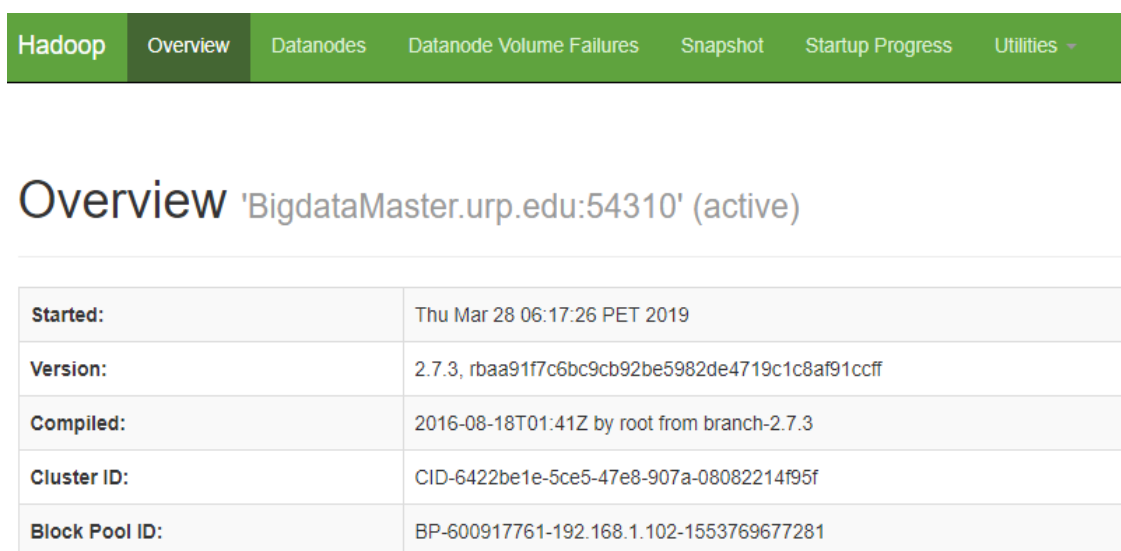 Hadoop Overview Datanodes Datanode Volume Failures Snapshot Startup Progress Utilities
Overview 'BigdataMaster.urp.edu:54310' (active)
Started: Thu Mar 28 06:17:26 PET 2019
Version: 2.7.3, rbaa91f7c6bc9cb92be5982de4719c1c8af91ccff
Compiled: 2016-08-18T01:41Z by root from branch-2.7.3
Cluster ID: CID-6422be1e-5ce5-47e8-907a-08082214f95f
Block Pool ID: BP-600917761-192.168.1.102-1553769677281